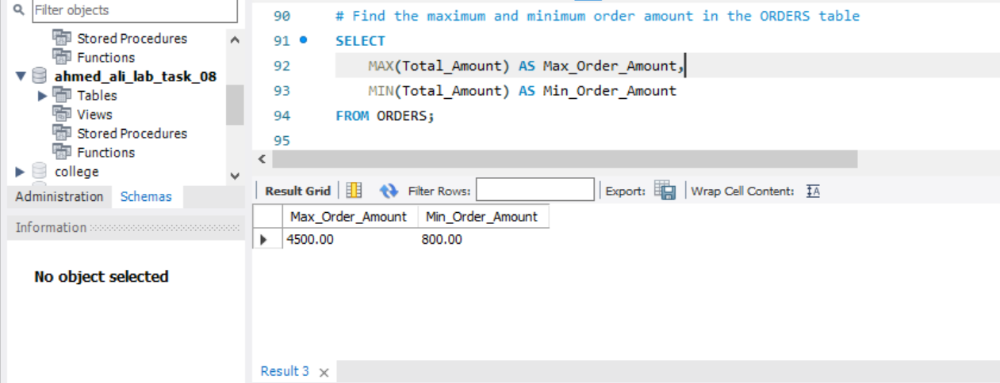 Filter objects
Stored Procedures
Functions
ahmed_ali_lab_task_08
Tables
Views
Stored Procedures
Functions
college
Administration Schemas
Information
No object selected
90 # Find the maximum and minimum order amount in the ORDERS table
91 SELECT
92 MAX(Total_Amount) AS Max_Order_Amount,
93 MIN(Total_Amount) AS Min_Order_Amount
94 FROM ORDERS;
95
Result Grid Filter Rows: Export: Wrap Cell Content: IA
Max_Order_Amount Min_Order_Amount
4500.00 800.00
Result 3 ×